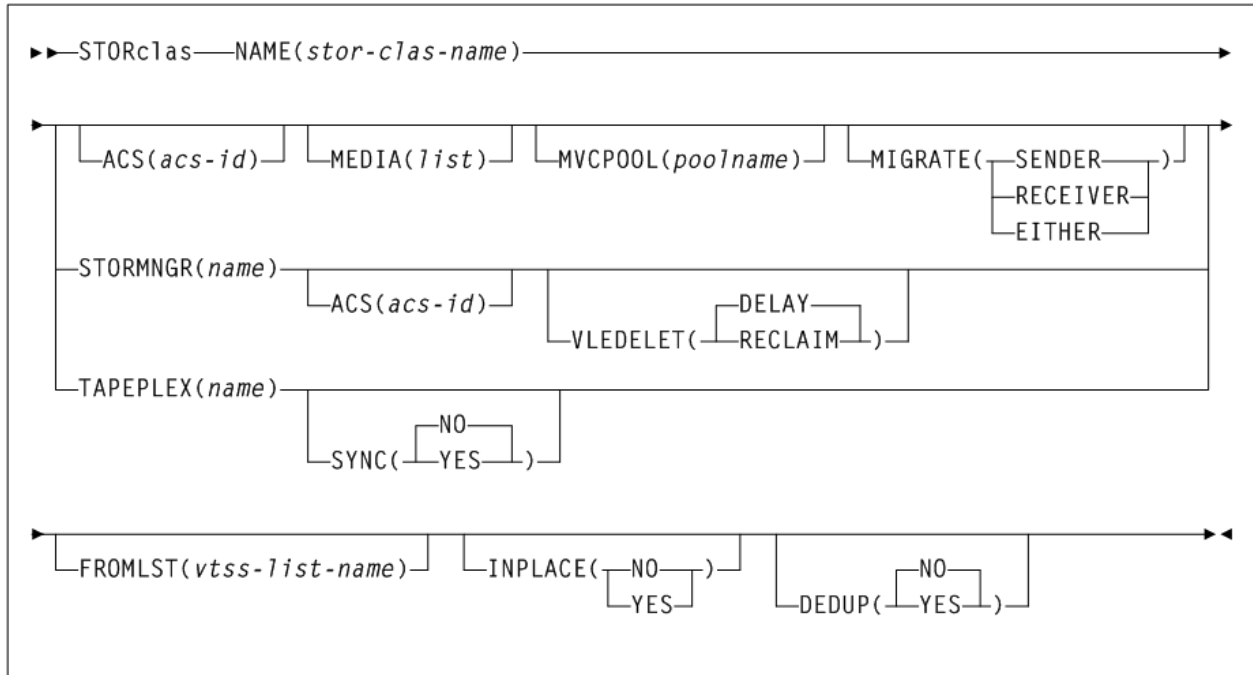 STORclas NAME(stor-clas-name)
ACS(acs-id) MEDIA(list) MVCPOOL(poolname) MIGRATE( SENDER )
RECEIVER
EITHER
STORMNGR(name)
ACS(acs-id) DELAY
VLEDELET( RECLAIM )
TAPEPLEX(name)
NO
SYNC( YES )
FROMLST(vtss-list-name) INPLACE( NO ) NO
YES DEDUP( YES )